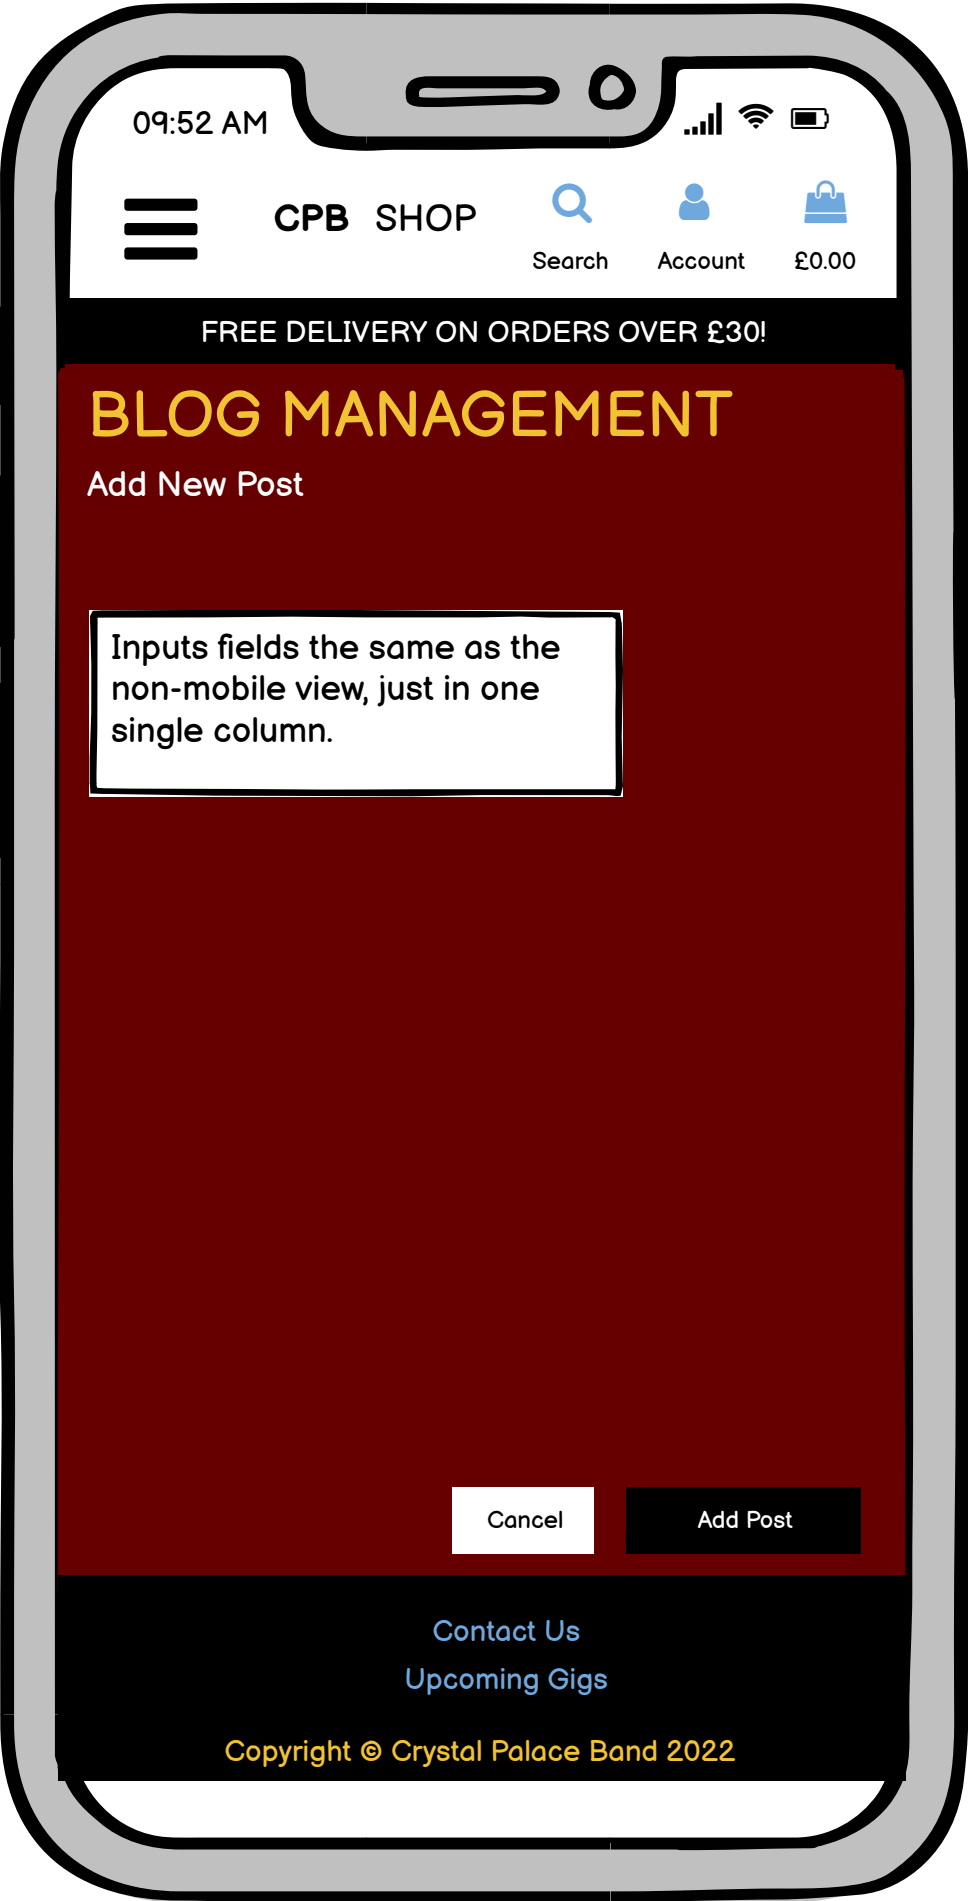 09:52 AM
CPB SHOP
Search Account £0.00
FREE DELIVERY ON ORDERS OVER £30!
BLOG MANAGEMENT
Add New Post
Inputs fields the same as the
non-mobile view, just in one
single column.
Cancel Add Post
Contact Us
Upcoming Gigs
Copyright © Crystal Palace Band 2022